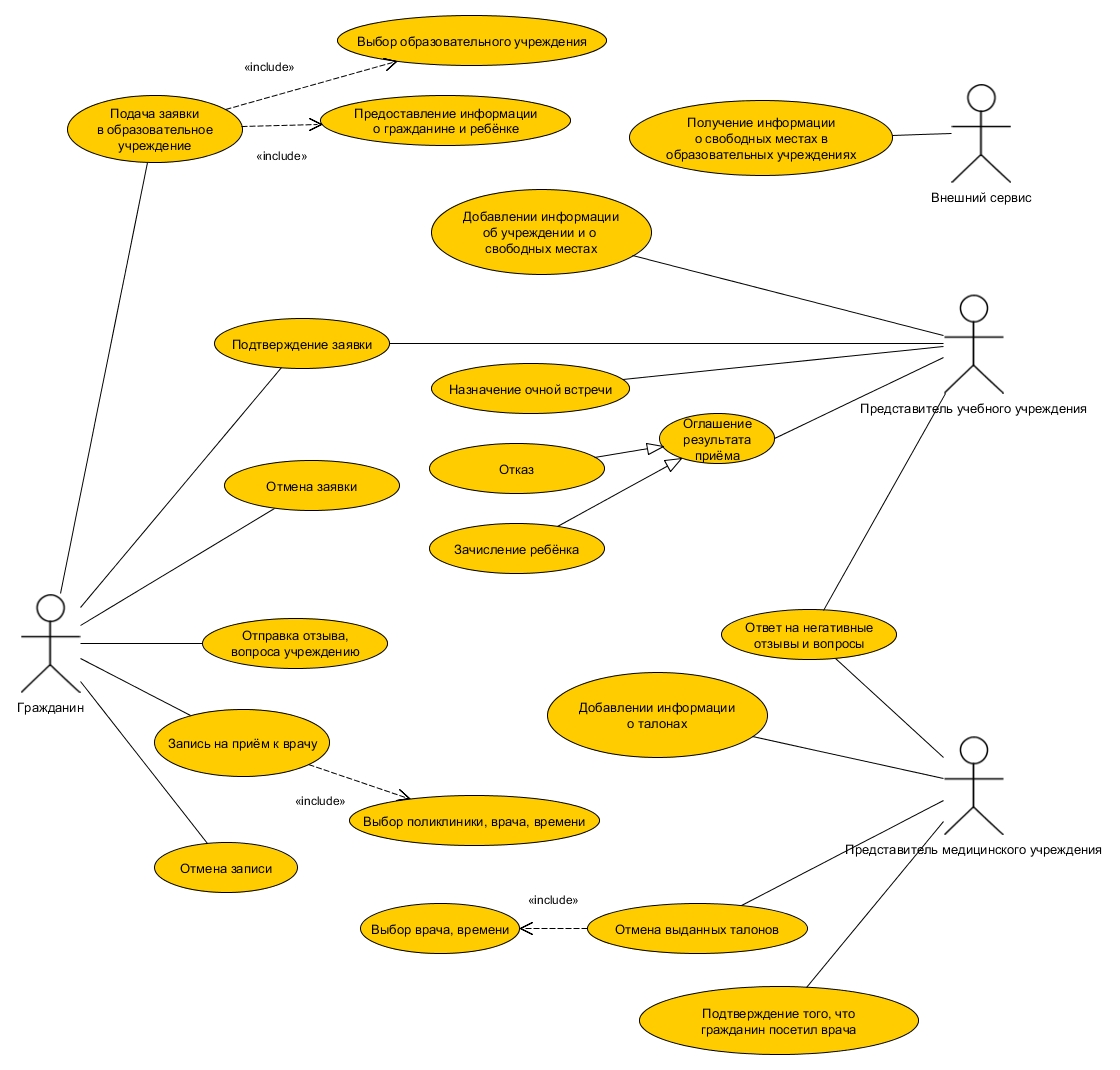 Выбор образовательного учреждения
«include»
Подача заявки
в образовательное
учреждение
Предоставление информации
о гражданине и ребёнке
«include»
Получение информации
о свободных местах в
образовательных учреждениях
Внешний сервис
Добавлении информации
об учреждении и о
свободных местах
Подтверждение заявки
Назначение очной встречи
Представитель учебного учреждения
Оглашение
результата
приёма
Отказ
Отмена заявки
Зачисление ребёнка
Отправка отзыва,
вопроса учреждению
Ответ на негативные
отзывы и вопросы
Гражданин
Добавлении информации
о талонах
Запись на приём к врачу
«include»
Выбор поликлиники, врача, времени
Представитель медицинского учреждения
Отмена записи
«include»
Выбор врача, времени
Отмена выданных талонов
Подтверждение того, что
гражданин посетил врача